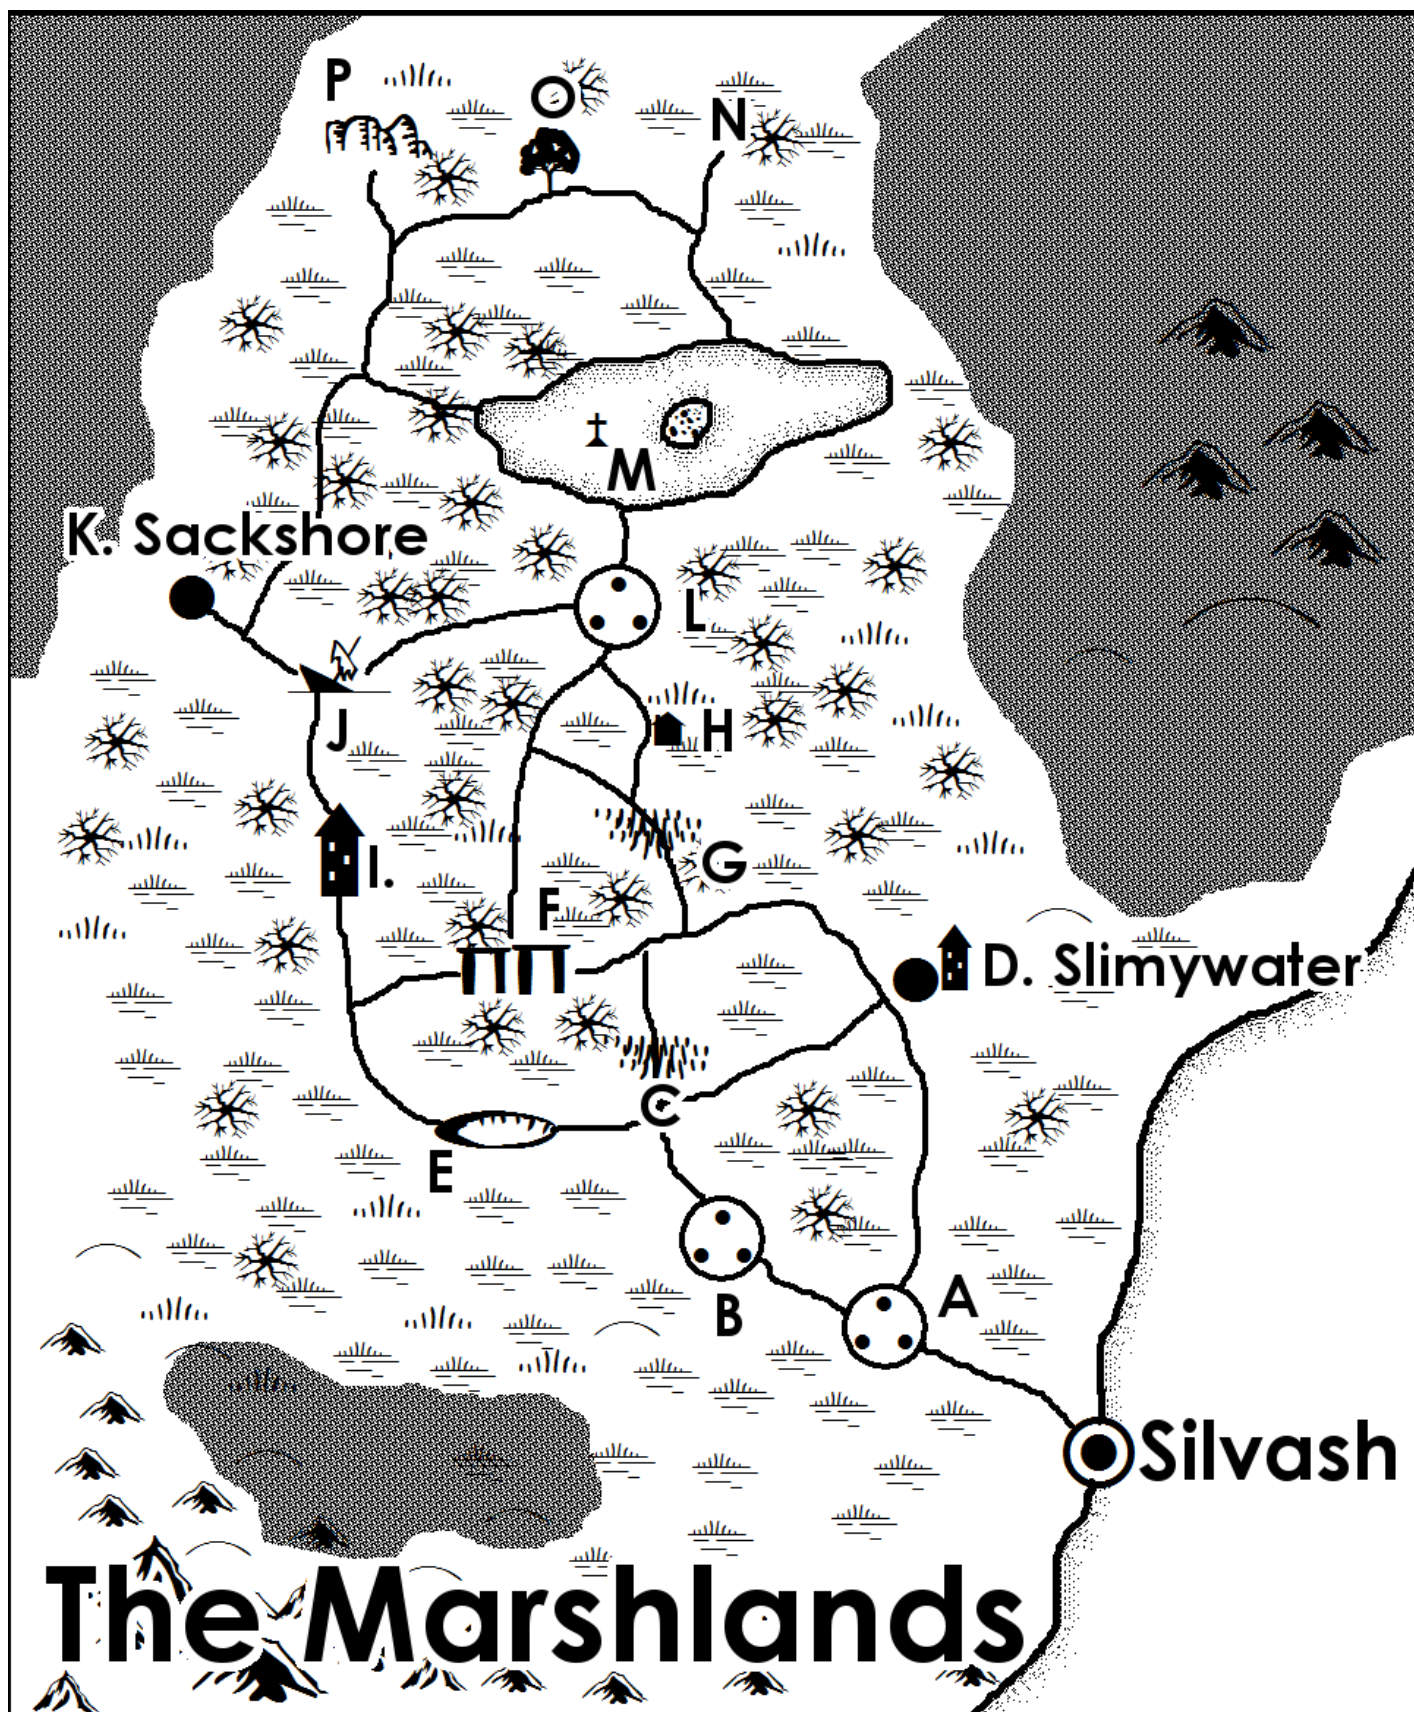 P
O
N
M
K. Sackshore
L
J
H
I.
G
F
D. Slimywater
C
E
A
B
Silvash
The Marshlands